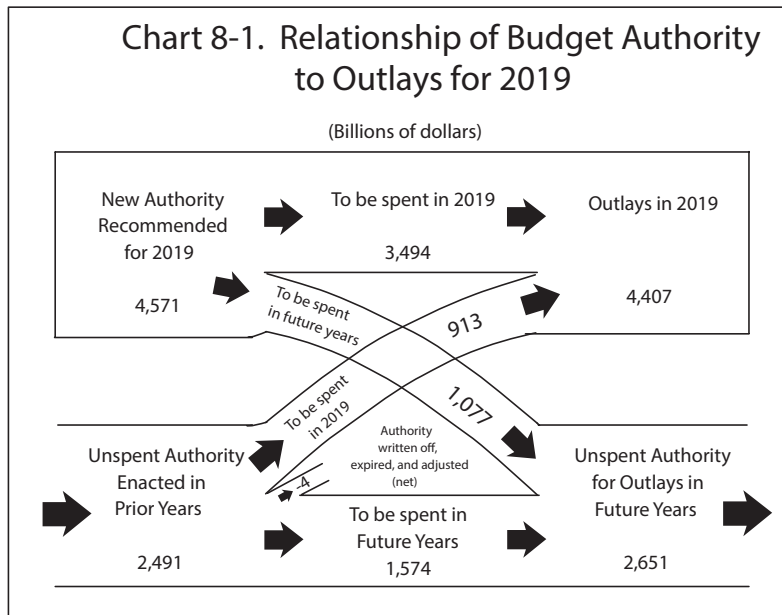 Chart 8-1. Relationship of Budget Authority
to Outlays for 2019
(Billions of dollars)
New Authority
Recommended
for 2019
4,571
To be spent in 2019
3,494
Outlays in 2019
4,407
To be spent
in future years
913
To be spent
in 2019
1,077
Authority
written off,
expired, and adjusted
(net)
-4
Unspent Authority
Enacted in
Prior Years
2,491
To be spent in
Future Years
1,574
Unspent Authority
for Outlays in
Future Years
2,651